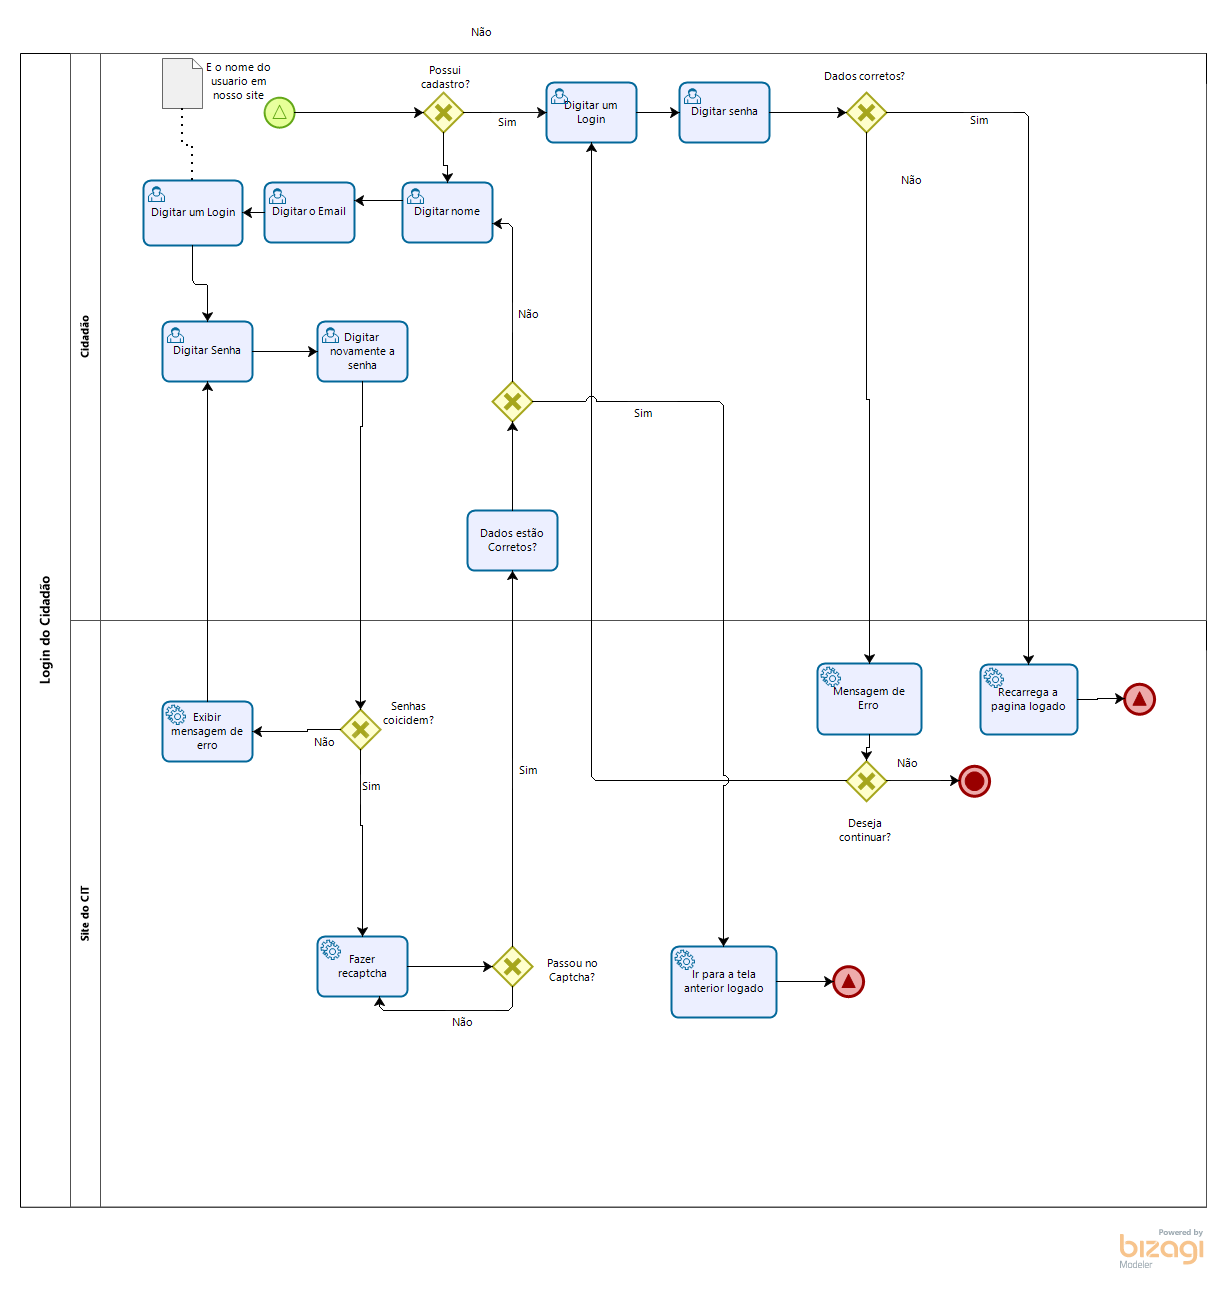 Não
E o nome do
usuario em
nosso site
Possui
cadastro?
Sim
Digitar um
Login
Digitar senha
Dados corretos?
Sim
Não
Digitar um Login
Digitar o Email
Digitar nome
Não
Cidadão
Digitar Senha
Digitar
novamente a
senha
Sim
Dados estão
Corretos?
Login do Cidadão
Exibir
mensagem de
erro
Não
Senhas
coicidem?
Sim
Sim
Mensagem de
Erro
Recarrega a
pagina logado
Não
Deseja
continuar?
Site do CIT
Fazer
recaptcha
Não
Passou no
Captcha?
Ir para a tela
anterior logado
Powered by
bizagi
Modeler